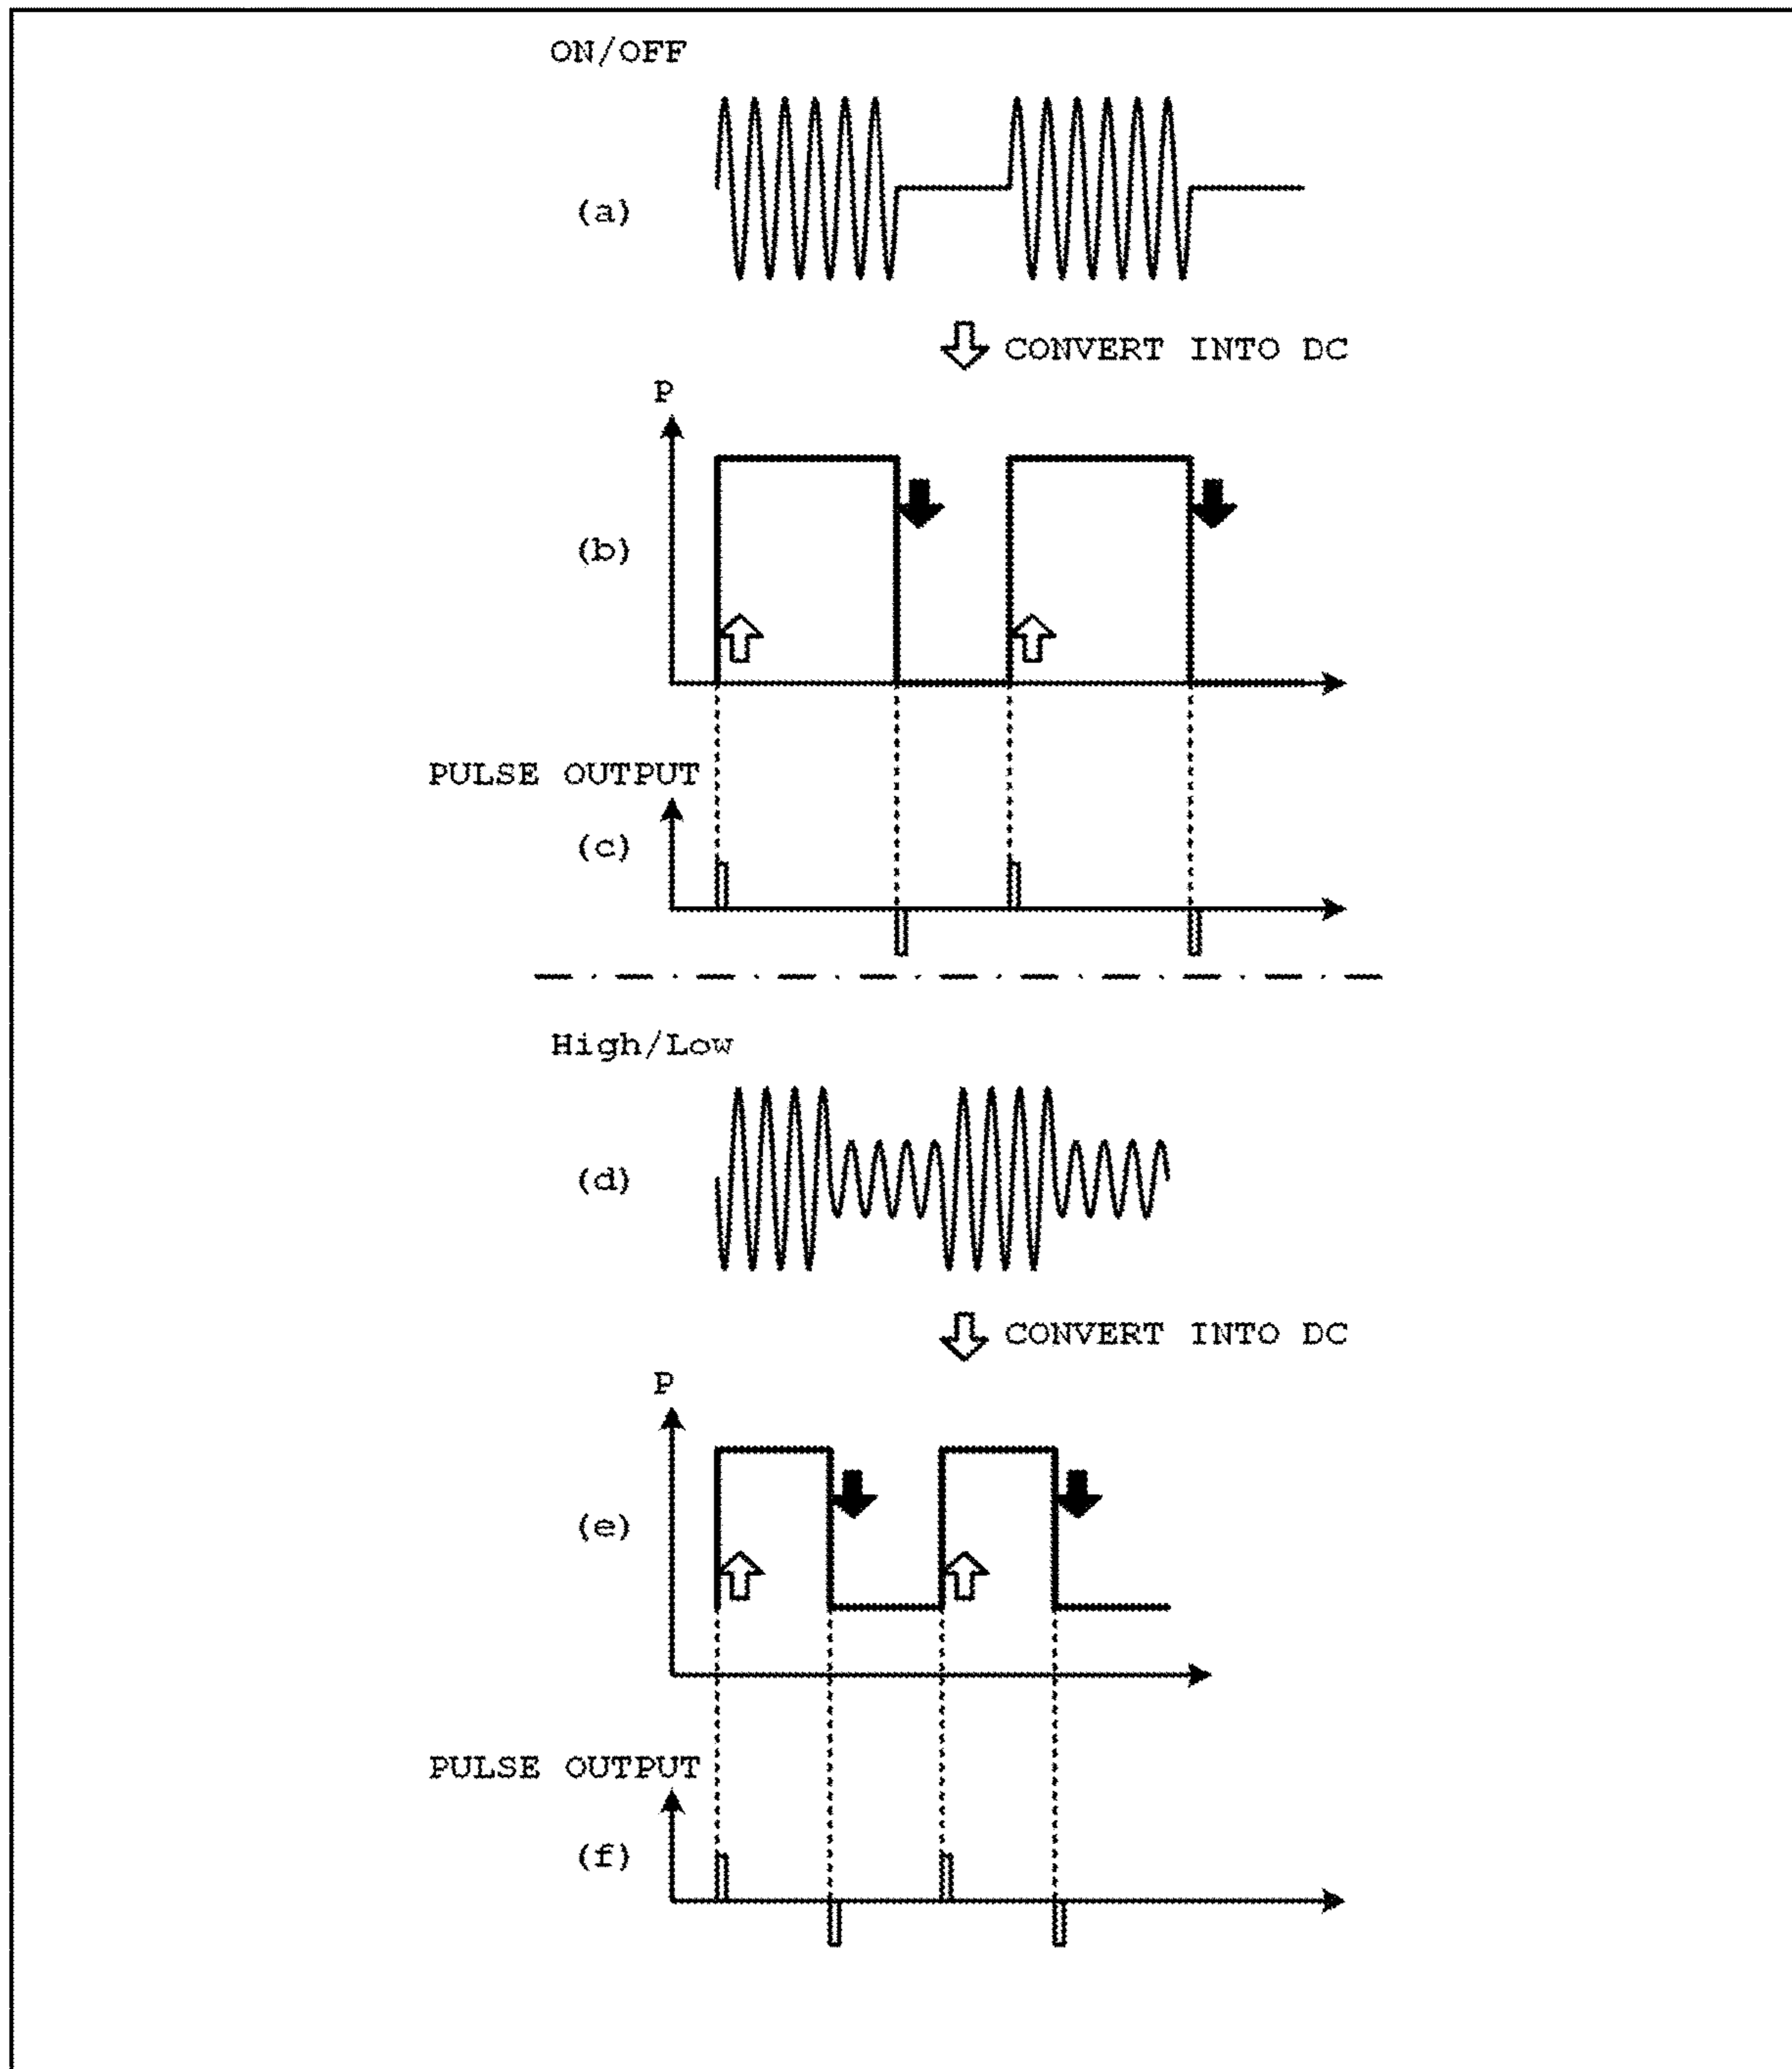 ON/OFF
(a)
CONVERT INTO DC
P
(b)
PULSE OUTPUT
(c)
High/Low
(d)
CONVERT INTO DC
P
(e)
PULSE OUTPUT
(f)